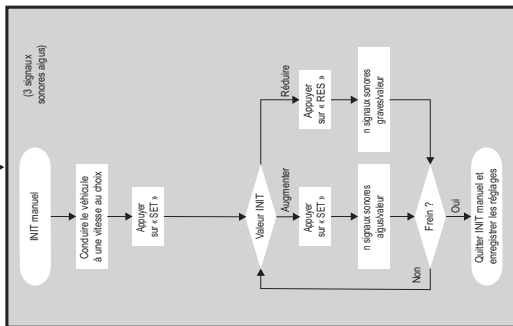 (3 signaux
sonores aigus)
INIT manuel
Conduire le véhicule
à une vitesse au choix
Appuyer
sur « SET »
Valeur INIT
Augmenter
Réduire
Appuyer
sur « SET »
Appuyer
sur « RES »
n signaux sonores
aigus/valeur
n signaux sonores
graves/valeur
Frein ?
Non
Oui
Quitter INIT manuel et
enregistrer les réglages